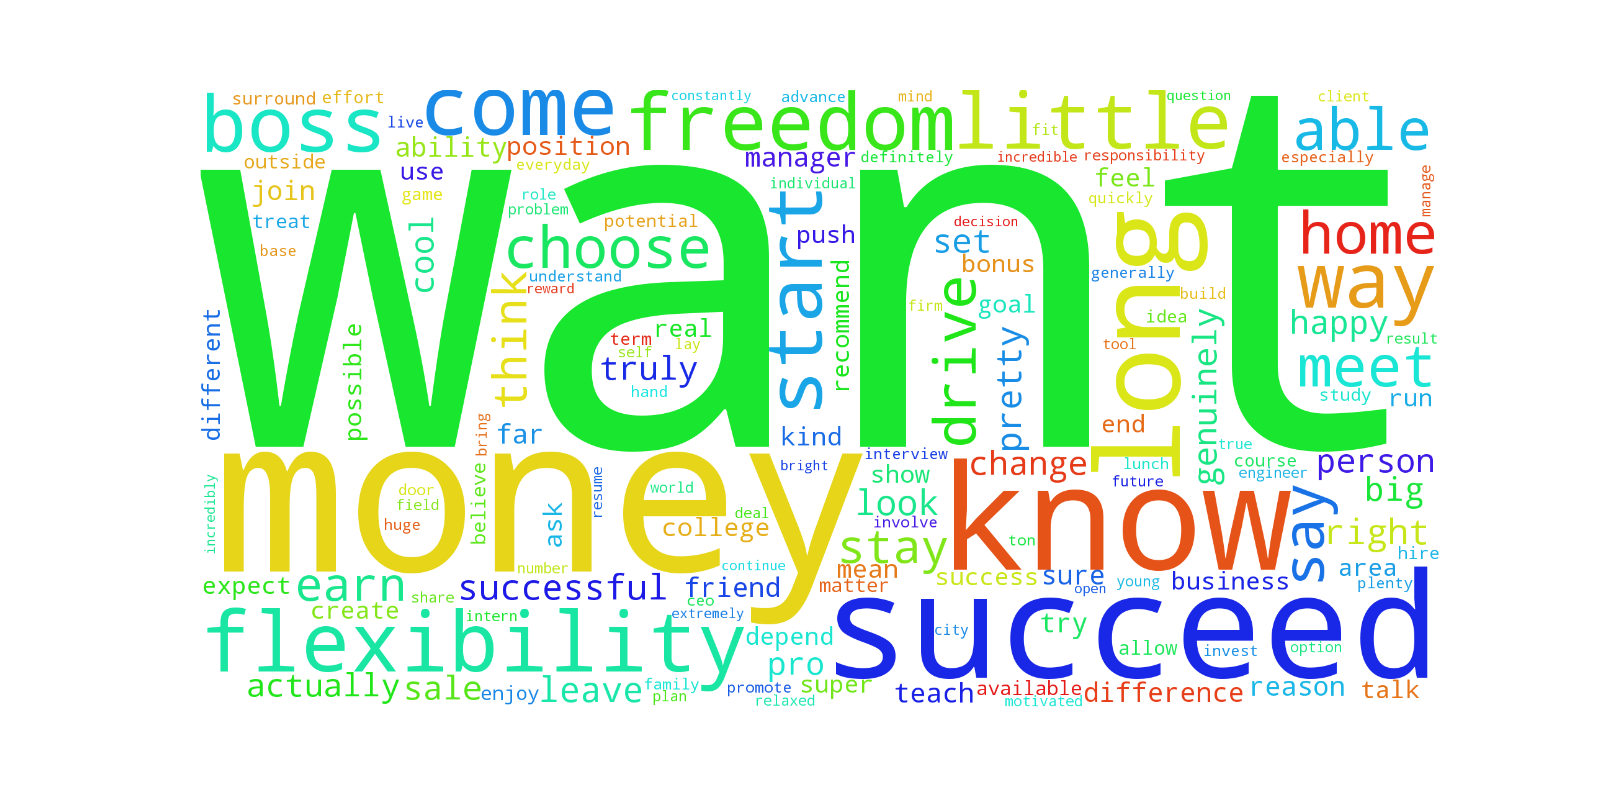 want
money
know
succeed
flexibility
freedom
little
come
boss
able
long
start
choose
home
way
meet
drive
think
say
stay
earn
surround
effort
live
constantly
advance
mind
question
client
fit
ability
position
manager
definitely
incredible
responsibility
especially
outside
join
use
everyday
individual
feel
quickly
manage
treat
game
role
problem
potential
push
decision
set
base
cool
understand
reward
bonus
generally
build
recommend
firm
goal
idea
happy
different
possible
term
real
self
lay
pretty
tool
genuinely
result
truly
hand
study
run
bring
far
kind
end
true
interview
change
lunch
course
person
bright
show
future
engineer
big
incredibly
door
field
huge
believe
ask
resume
world
deal
college
look
involve
ton
right
hire
number
continue
mean
matter
success
sure
young
open
business
area
plenty
expect
create
share
successful
friend
intern
ceo
extremely
depend
city
try
allow
invest
option
pro
actually
sale
enjoy
leave
family
plan
promote
relaxed
super
teach
available
motivated
difference
reason
talk